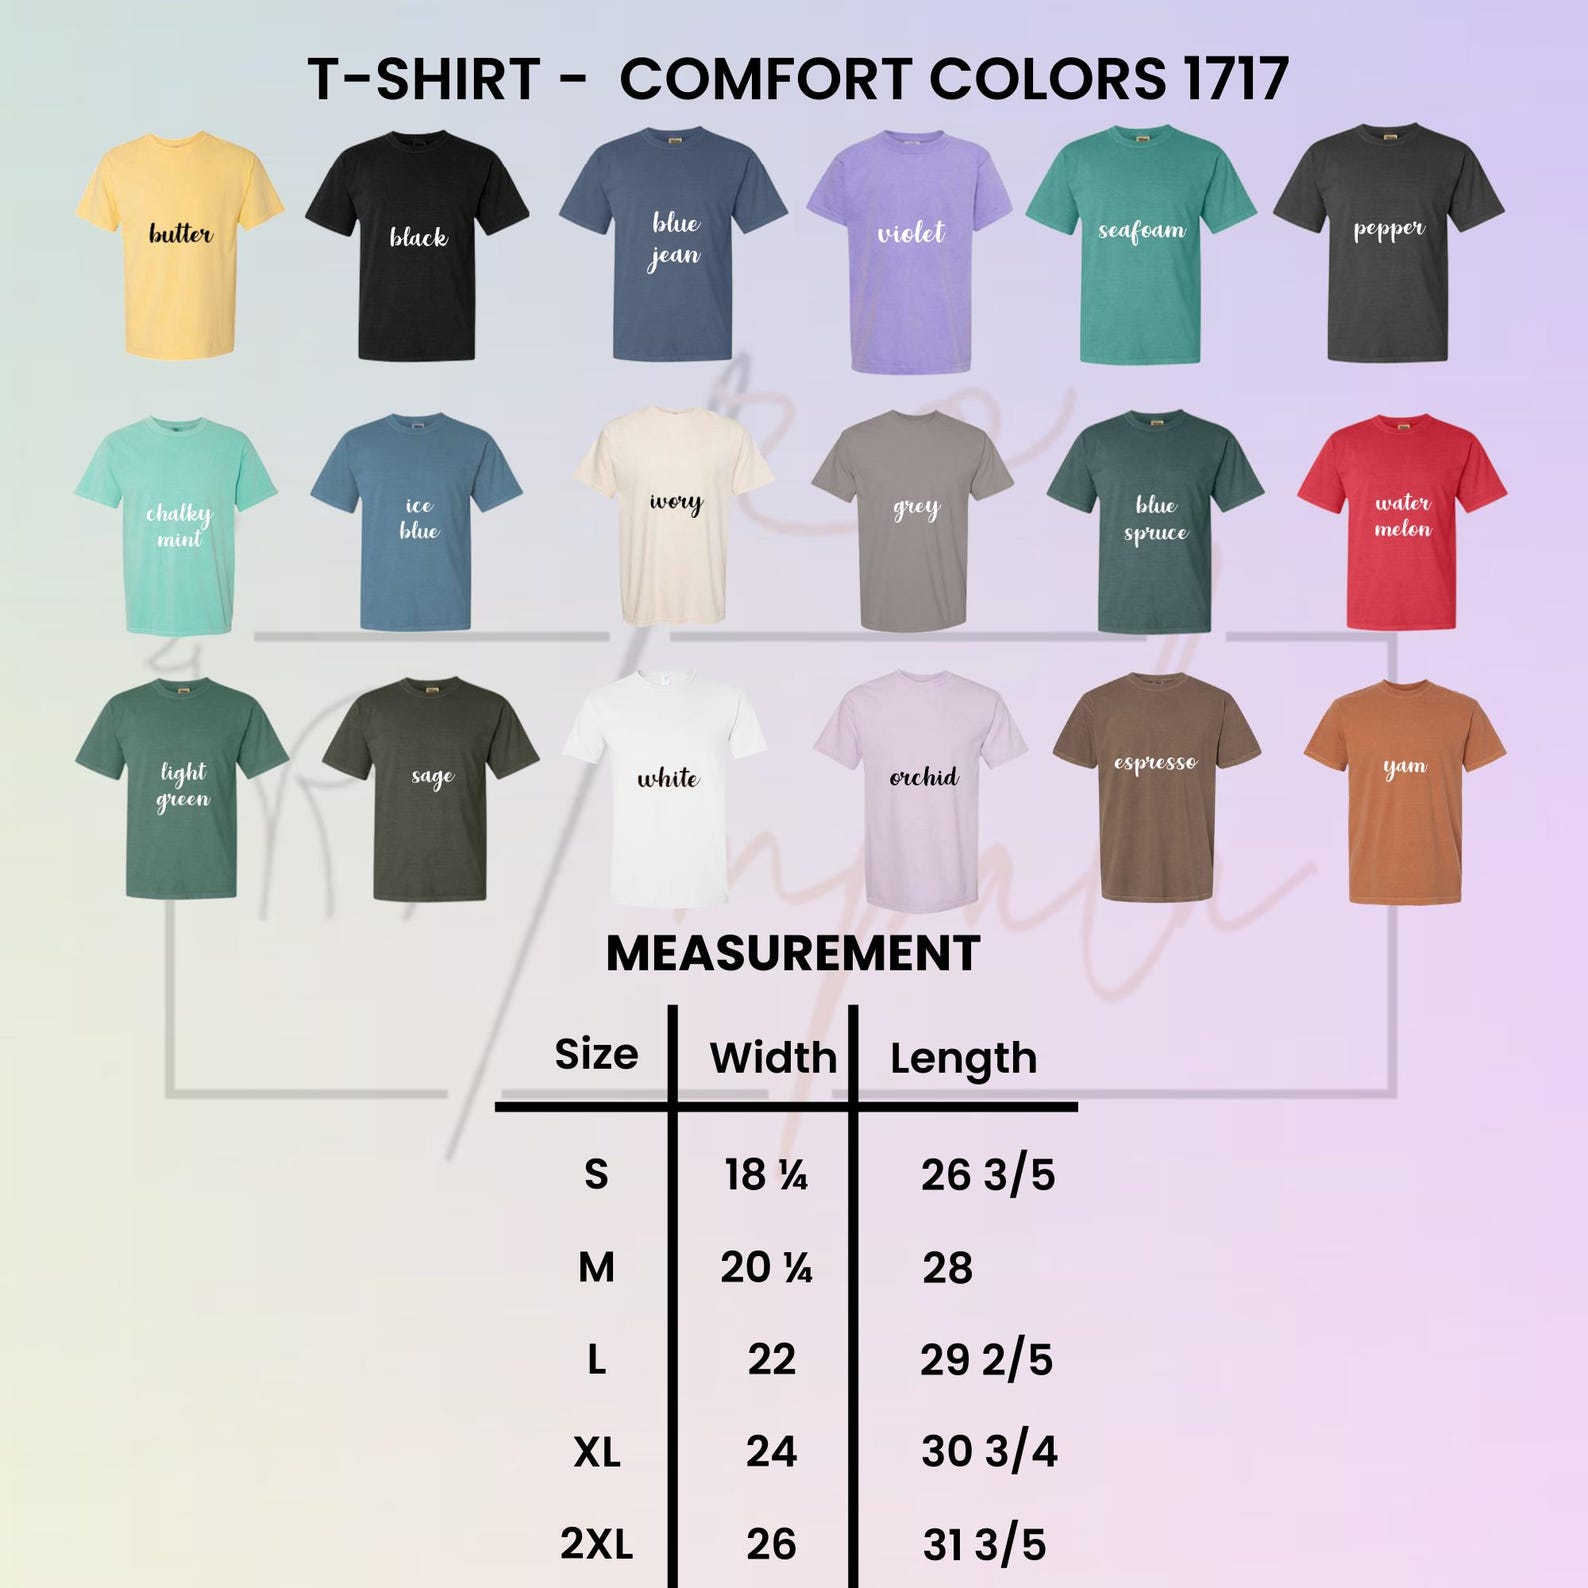 T-SHIRT - COMFORT COLORS 1717
butter
black
blue
jean
violet
seafoam
pepper
chalky
mint
ice
blue
ivory
grey
blue
spruce
water
melon
light
green
sage
white
orchid
espresso
yam
MEASUREMENT
Size Width Length
S 18 ¼ 26 3/5
M 20 ¼ 28
L 22 29 2/5
XL 24 30 3/4
2XL 26 31 3/5